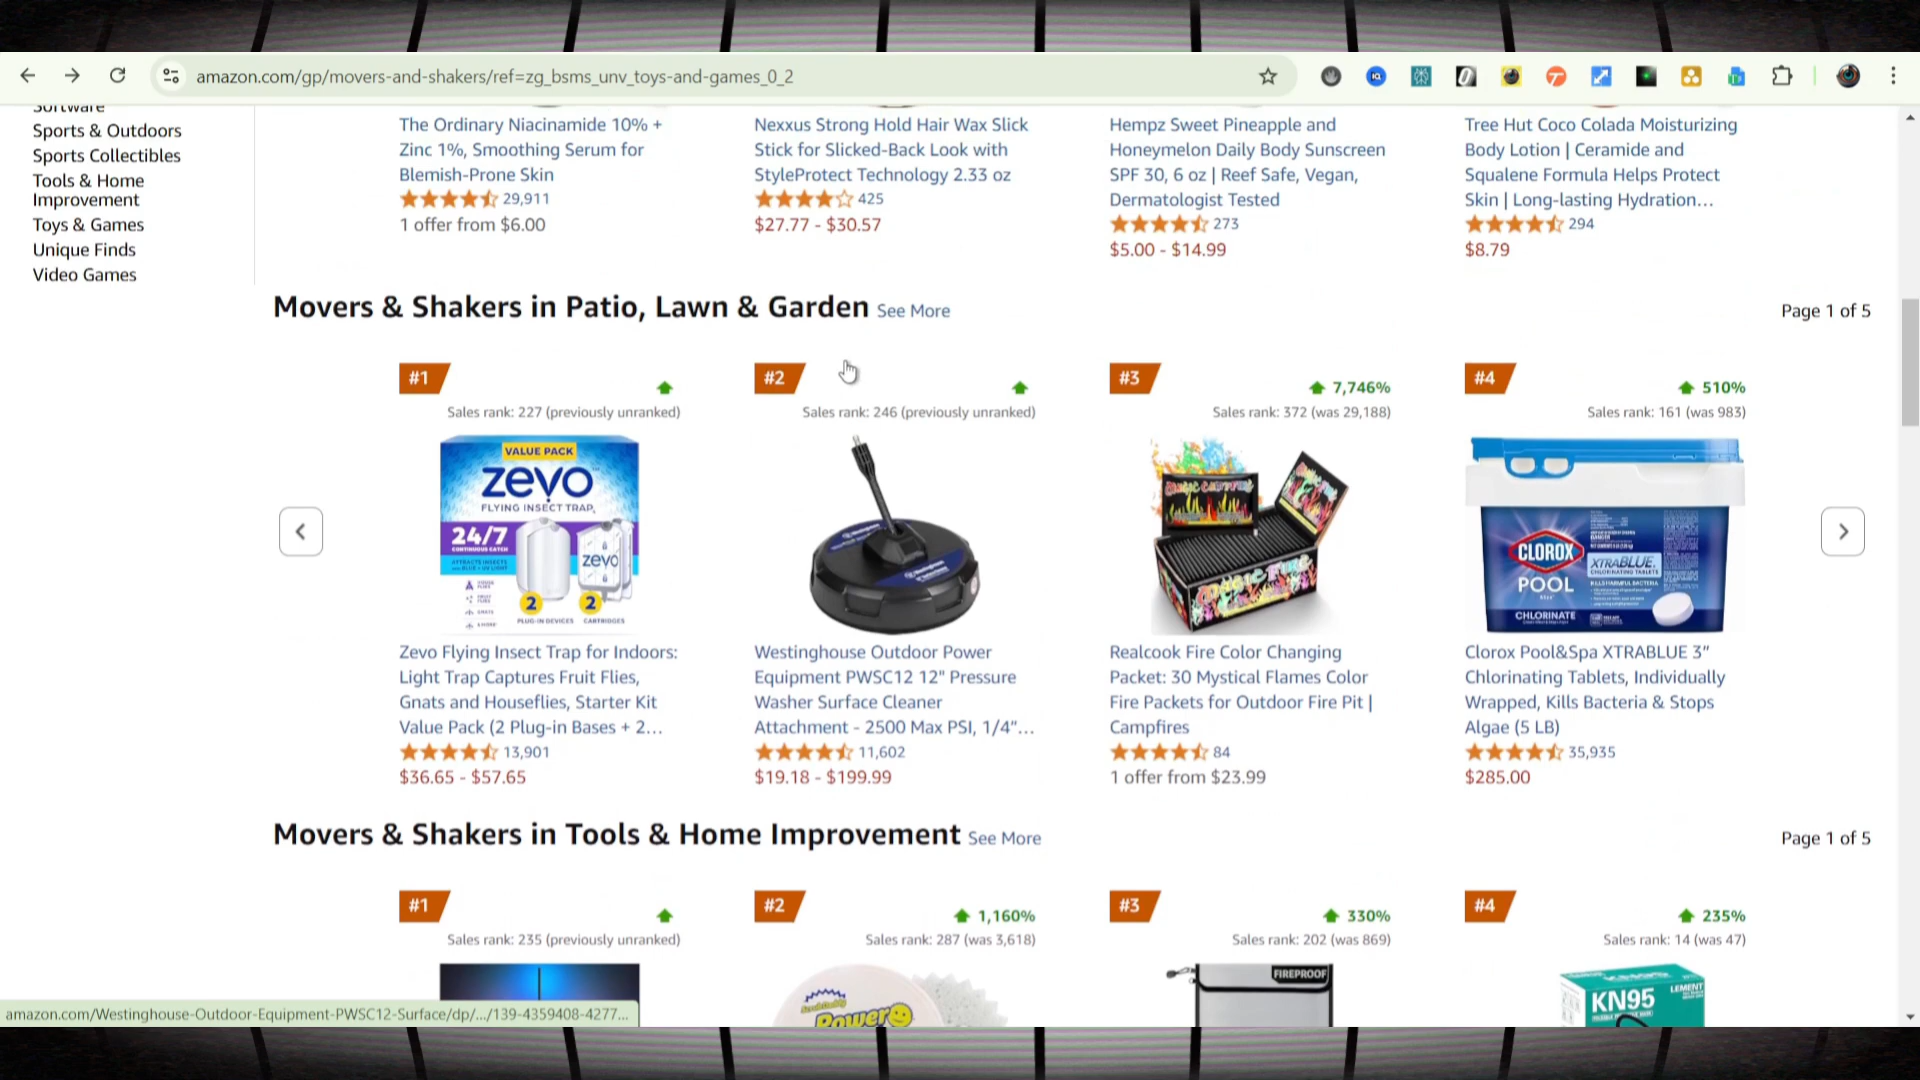 amazon.com/gp/movers-and-shakers/ref=zg_bsms_unv_toys-and-games_0_2
Software
Sports & Outdoors
Sports Collectibles
Tools & Home
Improvement
Toys & Games
Unique Finds
Video Games
The Ordinary Niacinamide 10% +
Zinc 1%, Smoothing Serum for
Blemish-Prone Skin
29,911
1 offer from $6.00
Nexxus Strong Hold Hair Wax Slick
Stick for Slicked-Back Look with
StyleProtect Technology 2.33 oz
425
$27.77 - $30.57
Hempz Sweet Pineapple and
Honeymelon Daily Body Sunscreen
SPF 30, 6 oz | Reef Safe, Vegan,
Dermatologist Tested
273
$5.00 - $14.99
Tree Hut Coco Colada Moisturizing
Body Lotion | Ceramide and
Squalene Formula Helps Protect
Skin | Long-lasting Hydration...
294
$8.79
Movers & Shakers in Patio, Lawn & Garden See More
Page 1 of 5
#1
Sales rank: 227 (previously unranked)
VALUE PACK
zevo
FLYING INSECT TRAP
24/7
CONTINUOUS CATCH
zevo
2
2
PLUG-IN DEVICES
CARTRIDGES
Zevo Flying Insect Trap for Indoors:
Light Trap Captures Fruit Flies,
Gnats and Houseflies, Starter Kit
Value Pack (2 Plug-in Bases + 2...
13,901
$36.65 - $57.65
#2
Sales rank: 246 (previously unranked)
Westinghouse Outdoor Power
Equipment PWSC12 12" Pressure
Washer Surface Cleaner
Attachment - 2500 Max PSI, 1/4"...
11,602
$19.18 - $199.99
#3
7,746%
Sales rank: 372 (was 29,188)
Realcook Fire Color Changing
Packet: 30 Mystical Flames Color
Fire Packets for Outdoor Fire Pit |
Campfires
84
1 offer from $23.99
#4
510%
Sales rank: 161 (was 983)
CLOROX
POOL
XTRABLUE
CHLORINATING TABLETS
CHLORINATE
Clorox Pool&Spa XTRABLUE 3”
Chlorinating Tablets, Individually
Wrapped, Kills Bacteria & Stops
Algae (5 LB)
35,935
$285.00
Movers & Shakers in Tools & Home Improvement See More
Page 1 of 5
#1
Sales rank: 235 (previously unranked)
#2
1,160%
Sales rank: 287 (was 3,618)
Power
#3
330%
Sales rank: 202 (was 869)
FIREPROOF
#4
235%
Sales rank: 14 (was 47)
KN95
LEMENT
amazon.com/Westinghouse-Outdoor-Equipment-PWSC12-Surface/dp/.../139-4359408-4277...